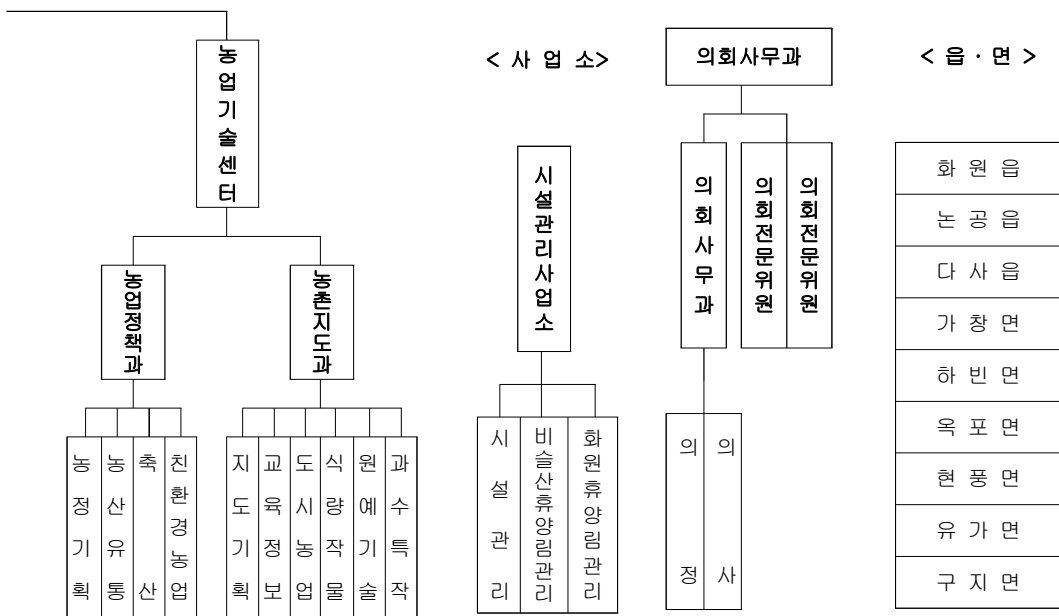 농업기술센터
농업정책과
농촌지도과
농정기획
농산유통
축산
친환경농업
지도기획
교육정보
도시농업
식량작물
원예기술
과수특작
< 사 업 소>
시설관리사업소
시설관리
비슬산휴양림관리
화원휴양림관리
의회사무과
의회사무과
의회전문위원
의회전문위원
의정
의사
< 읍 · 면 >
화 원 읍
논 공 읍
다 사 읍
가 창 면
하 빈 면
옥 포 면
현 풍 면
유 가 면
구 지 면